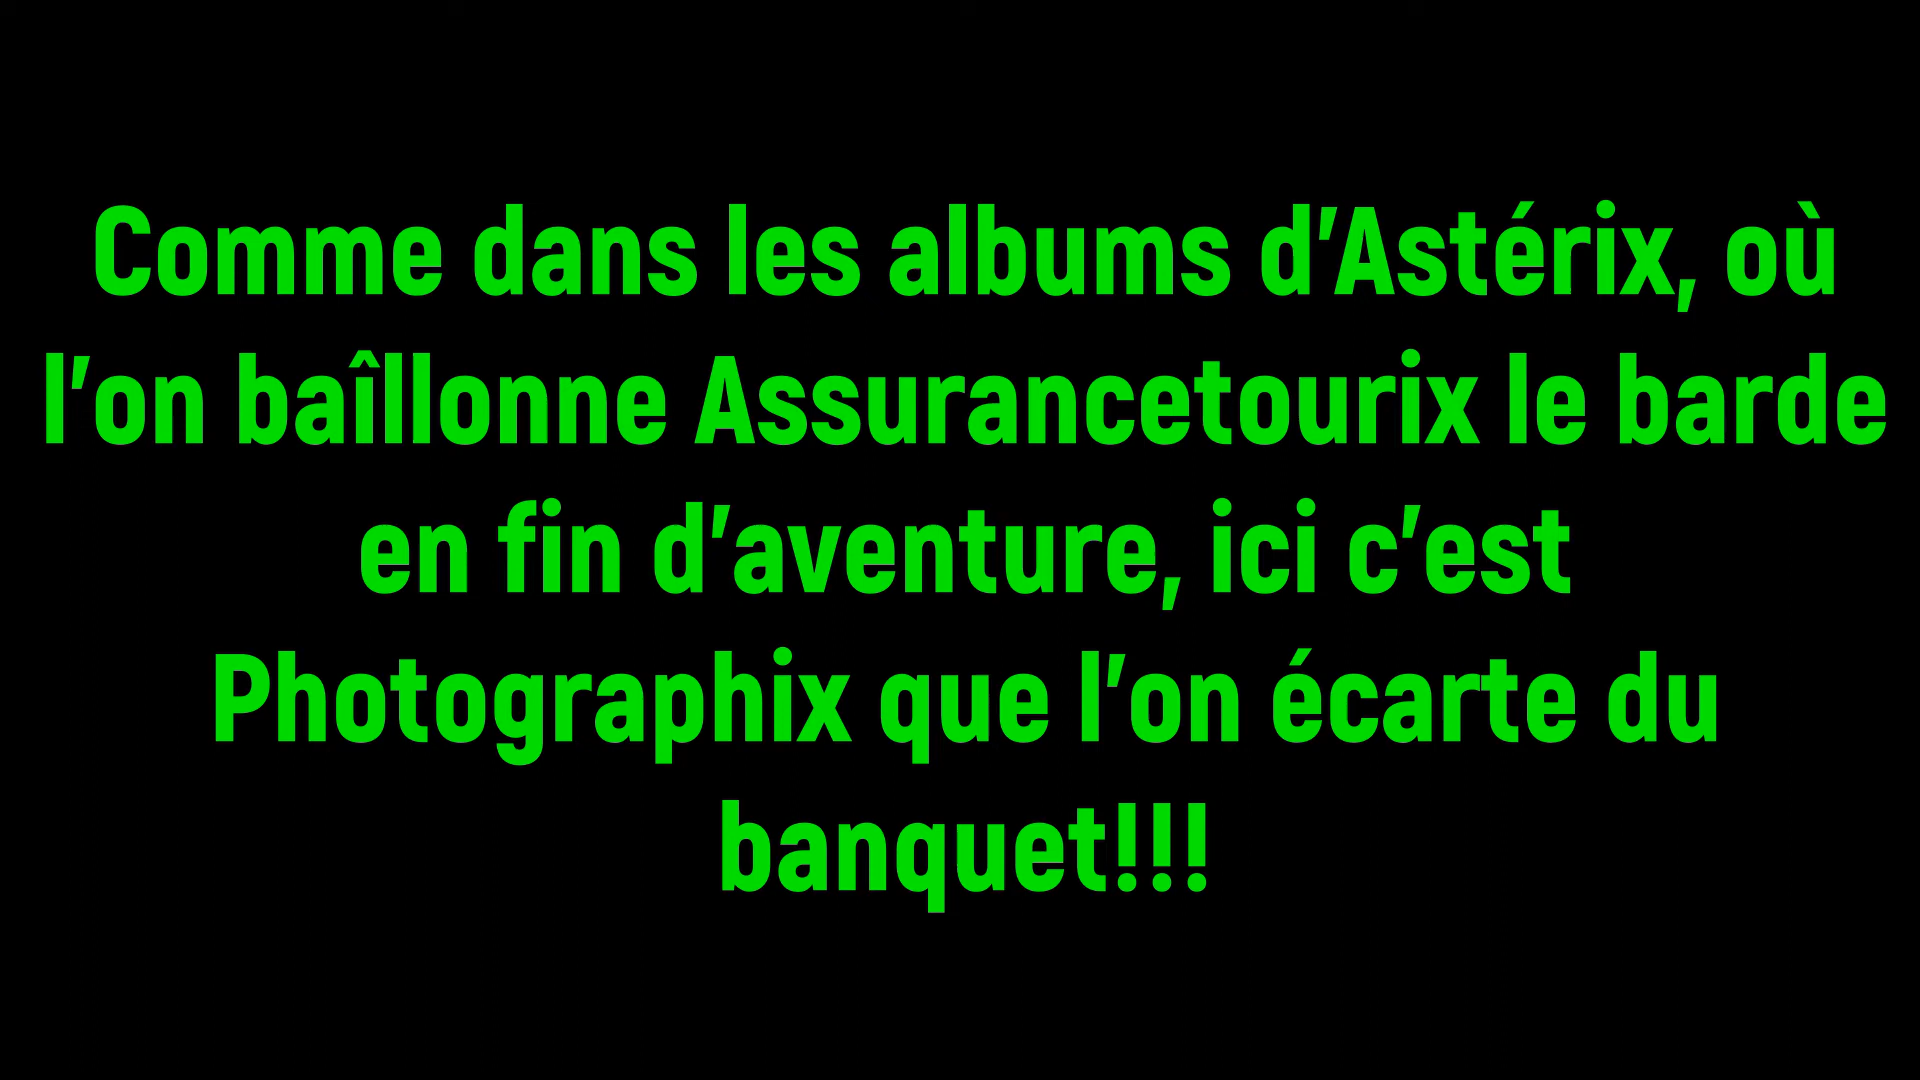 Comme dans les albums d'Astérix, où
l'on baîllonne Assurancetourix le barde
en fin d'aventure, ici c'est
Photographix que l'on écarte du
banquet!!!